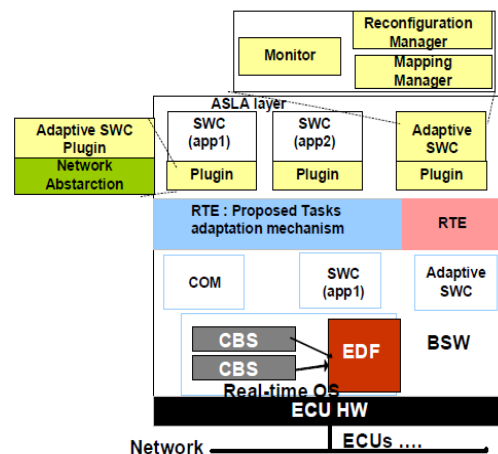 Reconfiguration
Manager
Monitor
Mapping
Manager
ASLA layer
Adaptive SWC
Plugin
Network
Abstarction
SWC
(app1)
Plugin
SWC
(app2)
Plugin
Adaptive
SWC
Plugin
RTE : Proposed Tasks
adaptation mechanism
RTE
COM
SWC
(app1)
Adaptive
SWC
CBS
CBS
EDF
BSW
Real-time OS
ECU HW
Network
ECUs ....